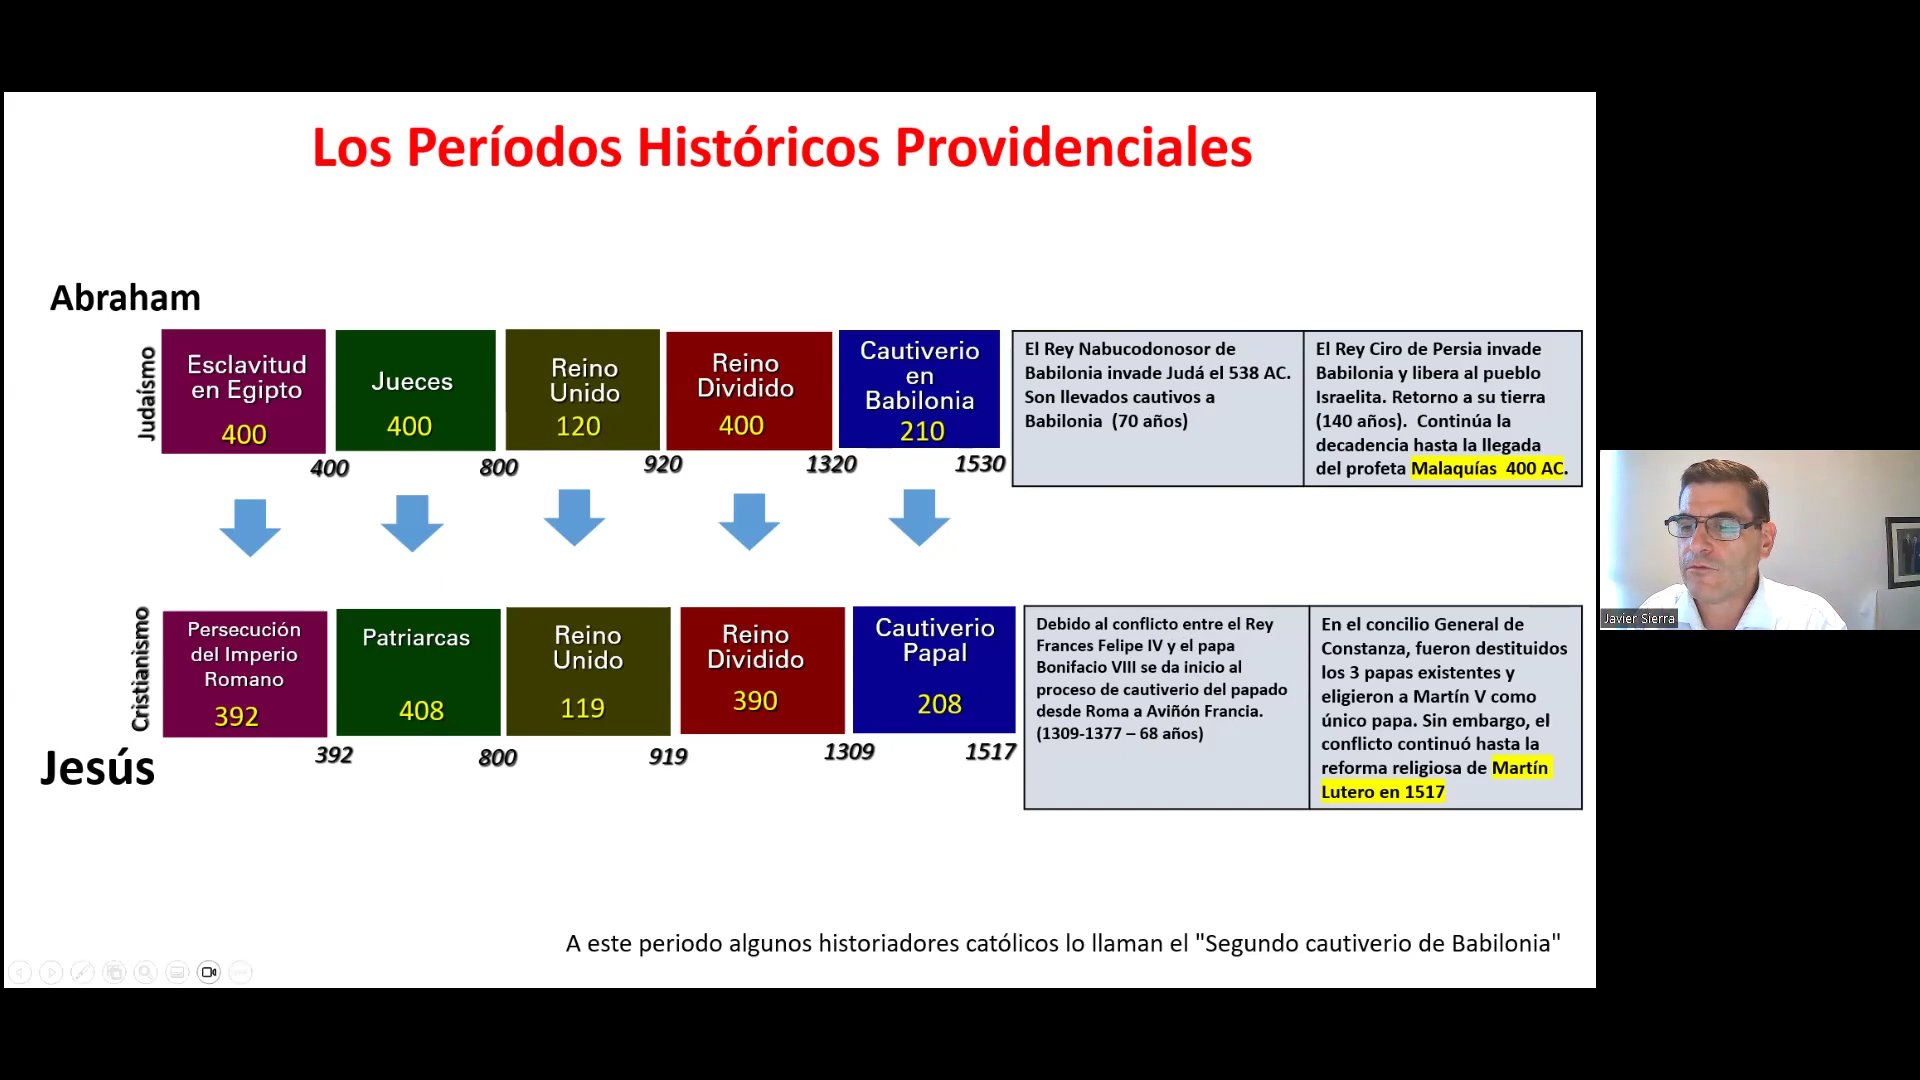 Los Períodos Históricos Providenciales
Abraham
Judaísmo
Esclavitud
en Egipto
400
Jueces
400
Reino
Unido
120
Reino
Dividido
400
Cautiverio
en
Babilonia
210
400
800
920
1320
1530
El Rey Nabucodonosor de
Babilonia invade Judá el 538 AC.
Son llevados cautivos a
Babilonia (70 años)
El Rey Ciro de Persia invade
Babilonia y libera al pueblo
Israelita. Retorno a su tierra
(140 años). Continúa la
decadencia hasta la llegada
del profeta Malaquías 400 AC.
Cristianismo
Persecución
del Imperio
Romano
392
Patriarcas
408
Reino
Unido
119
Reino
Dividido
390
Cautiverio
Papal
208
392
800
919
1309
1517
Jesús
Debido al conflicto entre el Rey
Frances Felipe IV y el papa
Bonifacio VIII se da inicio al
proceso de cautiverio del papado
desde Roma a Aviñón Francia.
(1309-1377 – 68 años)
En el concilio General de
Constanza, fueron destituidos
los 3 papas existentes y
eligieron a Martín V como
único papa. Sin embargo, el
conflicto continuó hasta la
reforma religiosa de Martín
Lutero en 1517
A este periodo algunos historiadores católicos lo llaman el "Segundo cautiverio de Babilonia"
Javier Sierra